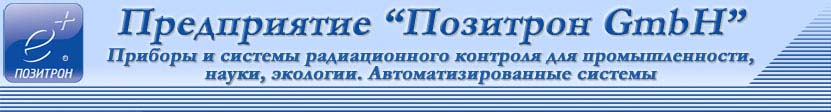 e+
ПОЗИТРОН
®
Предприятие “Позитрон GmbH”
Приборы и системы радиационного контроля для промышленности,
науки, экологии. Автоматизированные системы